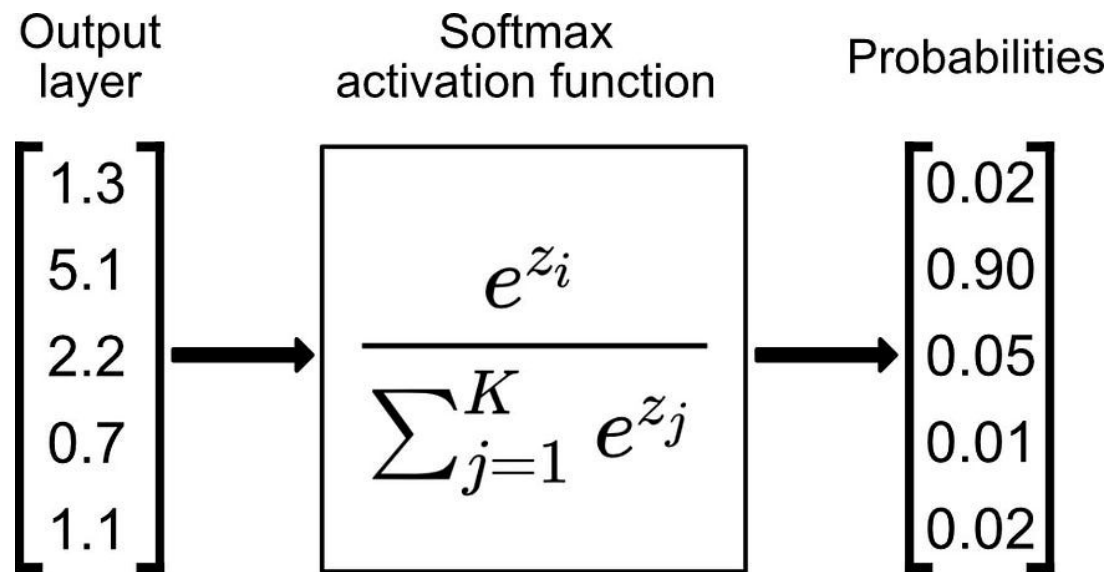 Output
layer
Softmax
activation function
Probabilities
1.3
5.1
2.2
0.7
1.1
e^{z_i}
∑_{j=1}^{K} e^{z_j}
0.02
0.90
0.05
0.01
0.02